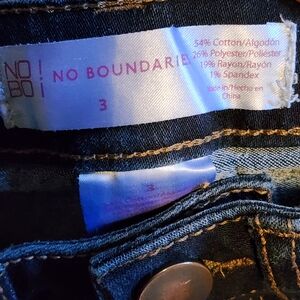 NO
BO!
NO BOUNDARIE
3
54% Cotton/Algodón
26% Polyester/Poliéster
19% Rayon/Rayón
1% Spandex
Made in/Hecho en
China
3